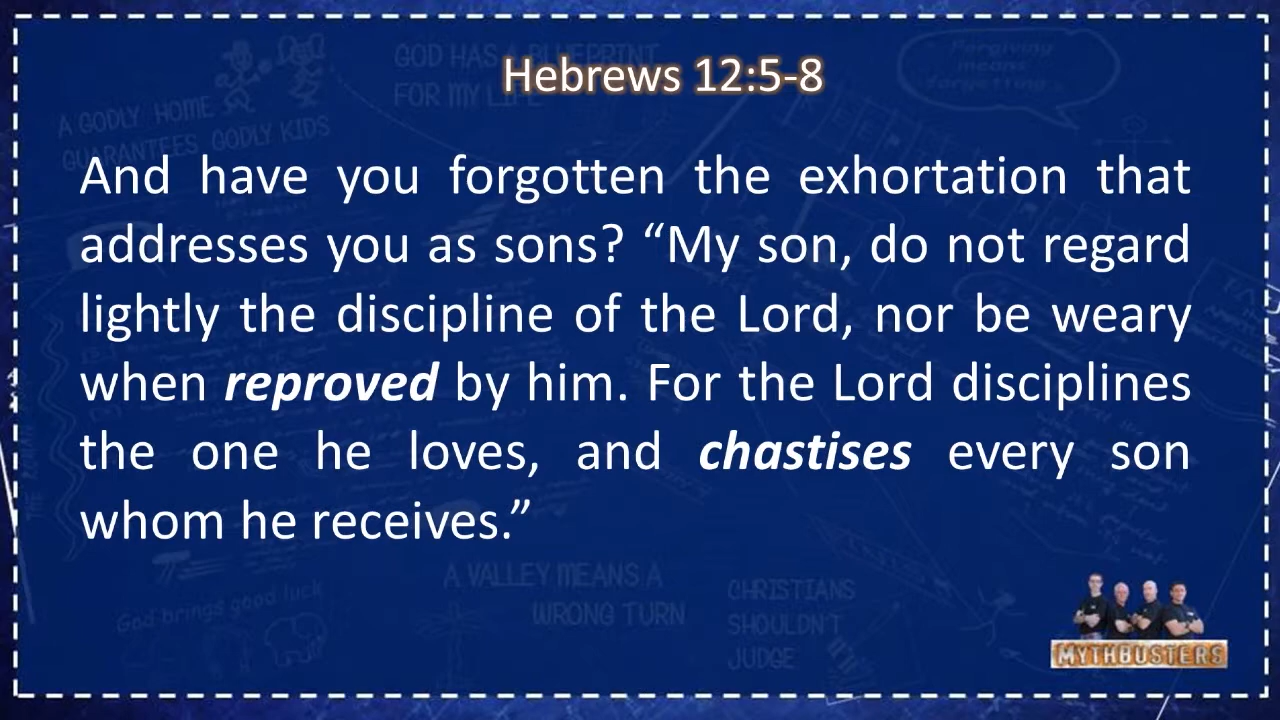 Hebrews 12:5-8
GOD HAS A BLUEPRINT
FOR MY LIFE
Forgiving
means
forgetting.
A GODLY HOME
GUARANTEES GODLY KIDS
And have you forgotten the exhortation that
addresses you as sons? “My son, do not regard
lightly the discipline of the Lord, nor be weary
when reproved by him. For the Lord disciplines
the one he loves, and chastises every son
whom he receives.”
A VALLEY MEANS A
WRONG TURN
God brings good luck
CHRISTIANS
SHOULDN'T
JUDGE
MYTHBUSTERS